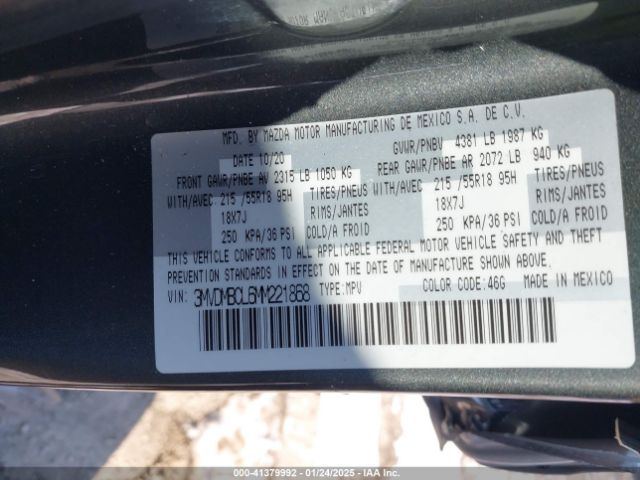 MFD. BY MAZDA MOTOR MANUFACTURING DE MEXICO S.A. DE C.V.
DATE 10/20 GVWR/PNBV 4381 LB 1987 KG
FRONT GAWR/PNBE AV 2315 LB 1050 KG REAR GAWR/PNBE AR 2072 LB 940 KG
WITH/AVEC 215 /55R18 95H TIRES/PNEUS WITH/AVEC 215 /55R18 95H TIRES/PNEUS
18X7J RIMS/JANTES 18X7J RIMS/JANTES
250 KPA/36 PSI COLD/A FROID 250 KPA/36 PSI COLD/A FROID
THIS VEHICLE CONFORMS TO ALL APPLICABLE FEDERAL MOTOR VEHICLE SAFETY AND THEFT
PREVENTION STANDARDS IN EFFECT ON THE DATE OF MANUFACTURE SHOWN ABOVE.
VIN: 3MVDMBCL6MM221868 TYPE:MPV COLOR CODE:46G MADE IN MEXICO
000-41379992 - 01/24/2025 - IAA Inc.